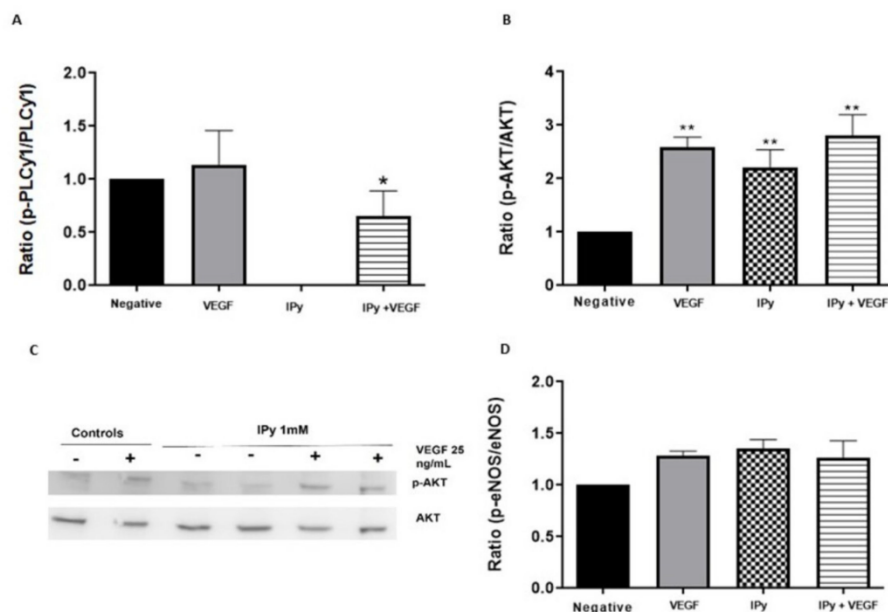 A
Ratio (p-PLCy1/PLCy1)
2.0
1.5
1.0
0.5
0.0
*
Negative
VEGF
IPy
IPy +VEGF
B
Ratio (p-AKT/AKT)
4
3
2
1
0
**
**
**
Negative
VEGF
IPy
IPy + VEGF
C
Controls
IPy 1mM
- + - - + +
VEGF 25
ng/mL
p-AKT
AKT
D
Ratio (p-eNOS/eNOS)
2.0
1.5
1.0
0.5
0.0
Negative
VEGF
IPy
IPy + VEGF